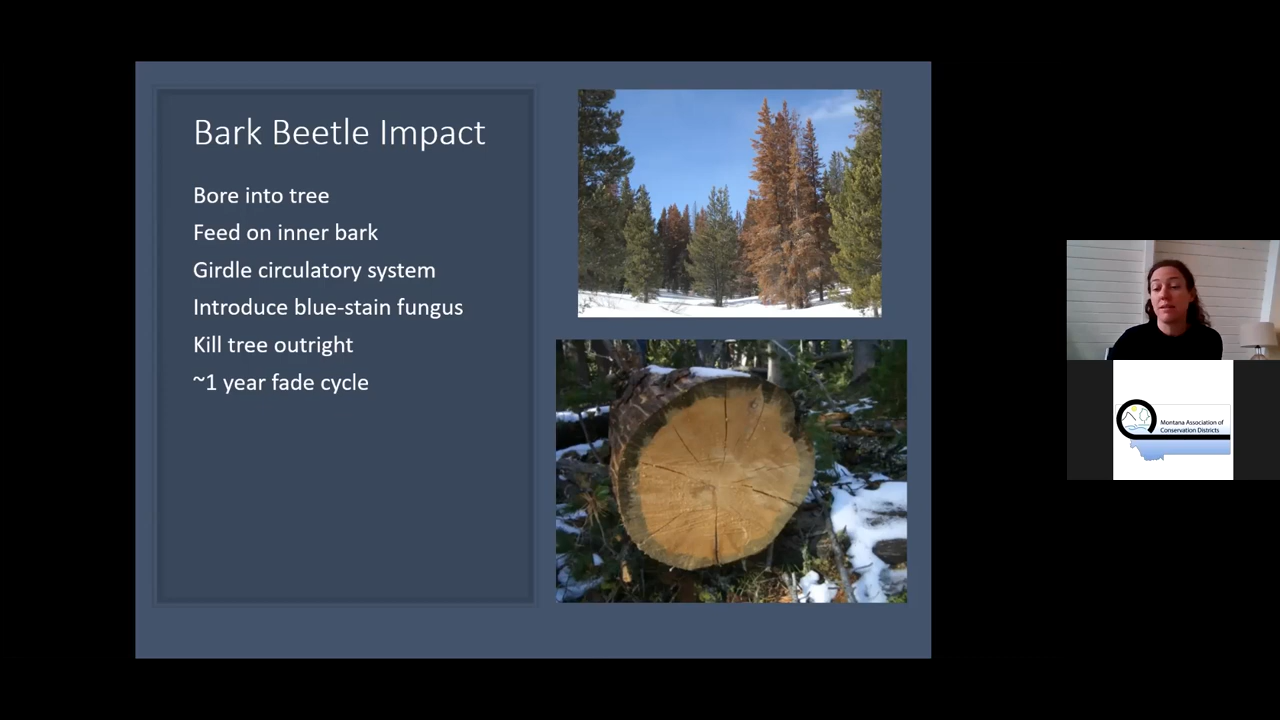 Bark Beetle Impact
Bore into tree
Feed on inner bark
Girdle circulatory system
Introduce blue-stain fungus
Kill tree outright
~1 year fade cycle
Montana Association of
Conservation Districts